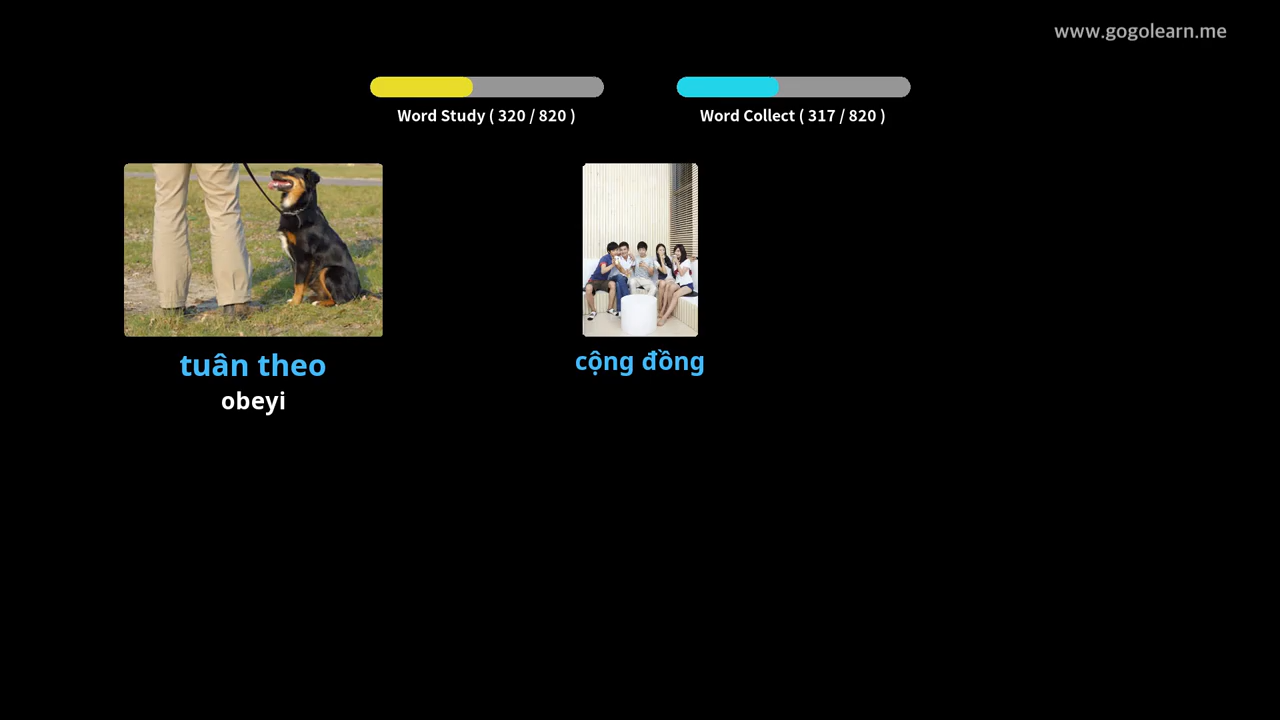 www.gogolearn.me
Word Study ( 320 / 820 )
Word Collect ( 317 / 820 )
tuân theo
obeyi
cộng đồng